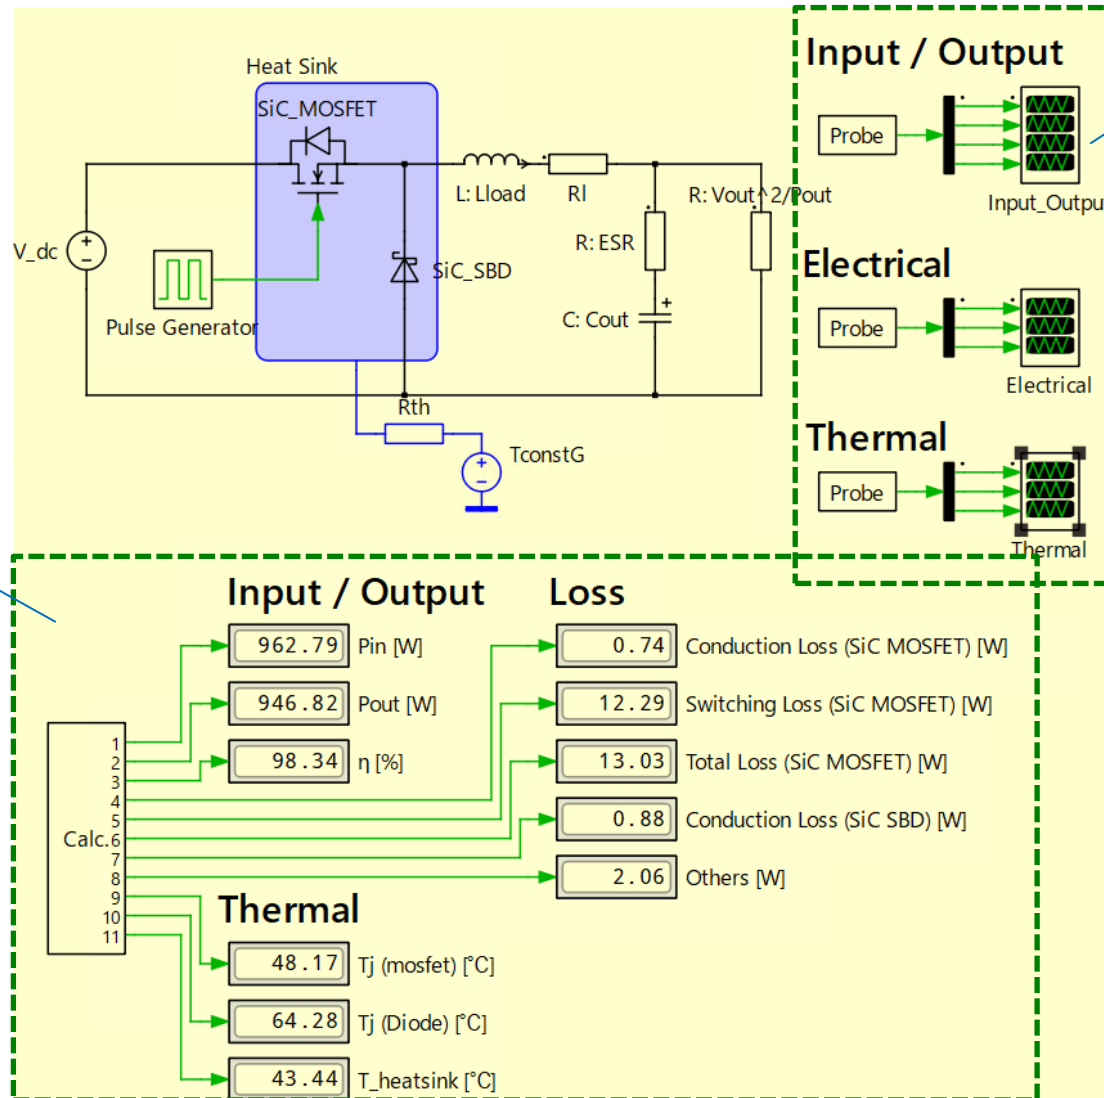 Heat Sink
SiC_MOSFET
V_dc
Pulse Generator
SiC_SBD
L: Lload
Rl
R: ESR
C: Cout
R: Vout^2/Pout
Rth
TconstG
Input / Output
Probe
Input_Outpu
Electrical
Probe
Electrical
Thermal
Probe
Thermal
Input / Output
962.79 Pin [W]
946.82 Pout [W]
98.34 η [%]
Loss
0.74 Conduction Loss (SiC MOSFET) [W]
12.29 Switching Loss (SiC MOSFET) [W]
13.03 Total Loss (SiC MOSFET) [W]
0.88 Conduction Loss (SiC SBD) [W]
2.06 Others [W]
Calc.
1
2
3
4
5
6
7
8
9
10
11
Thermal
48.17 Tj (mosfet) [°C]
64.28 Tj (Diode) [°C]
43.44 T_heatsink [°C]